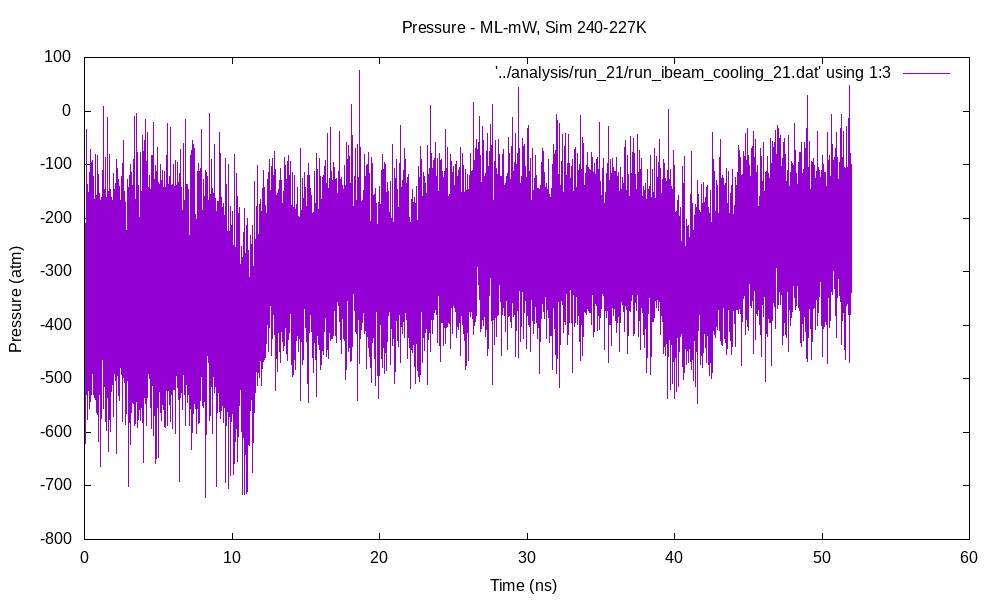 Pressure - ML-mW, Sim 240-227K
'../analysis/run_21/run_ibeam_cooling_21.dat' using 1:3
Pressure (atm)
100
0
-100
-200
-300
-400
-500
-600
-700
-800
0 10 20 30 40 50 60
Time (ns)